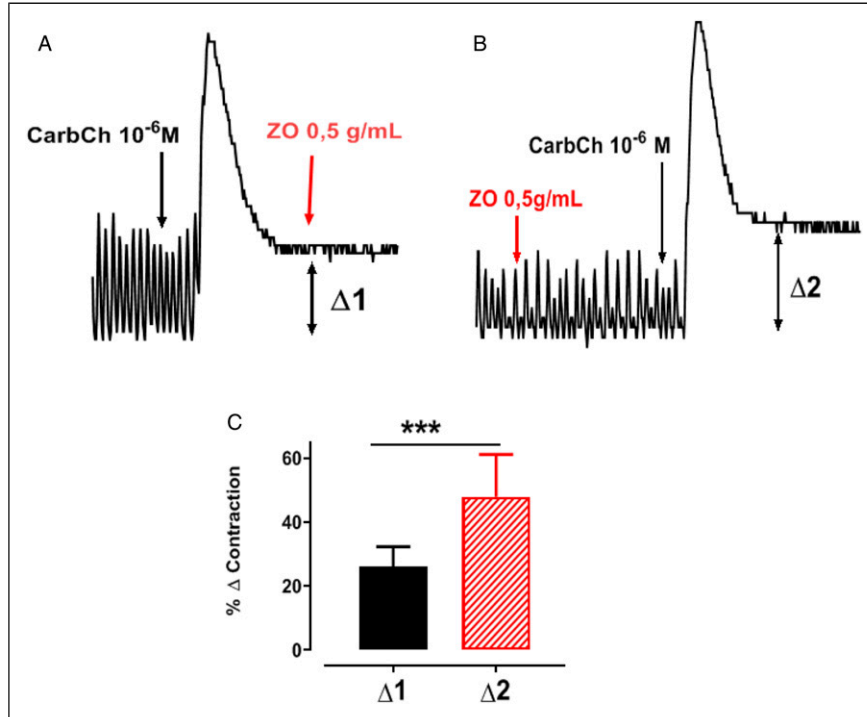 A
CarbCh 10⁻⁶M
ZO 0,5 g/mL
Δ1
B
CarbCh 10⁻⁶ M
ZO 0,5g/mL
Δ2
C
***
% Δ Contraction
60
40
20
0
Δ1 Δ2